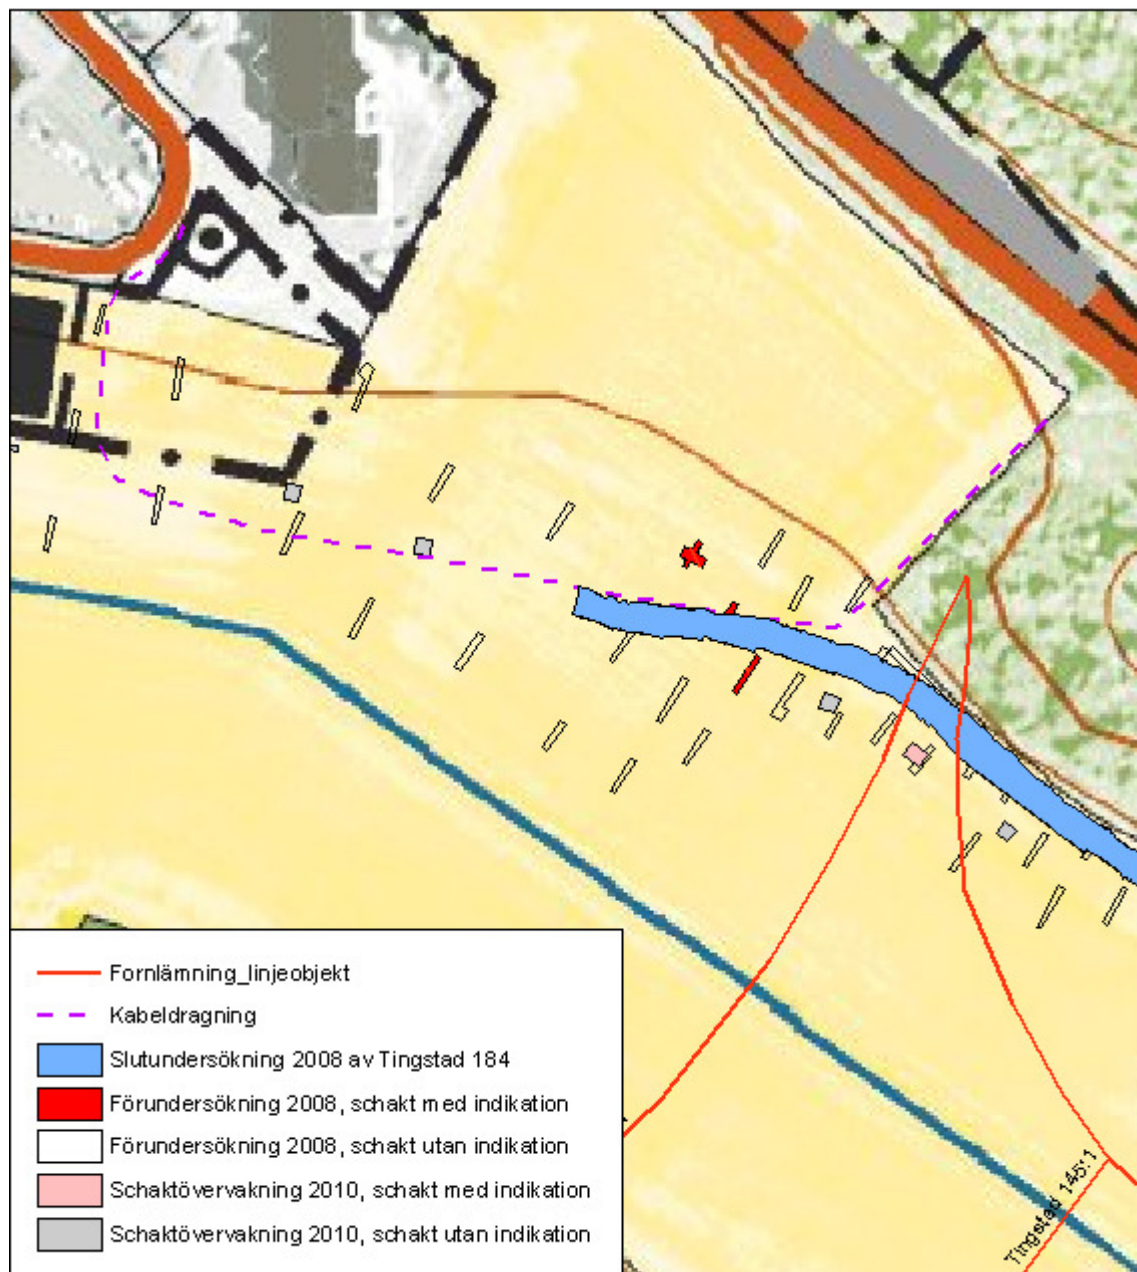 Fornlämning_linjeobjekt
Kabeldragning
Slutundersökning 2008 av Tingstad 184
Förundersökning 2008, schakt med indikation
Förundersökning 2008, schakt utan indikation
Schaktövervakning 2010, schakt med indikation
Schaktövervakning 2010, schakt utan indikation
Tingstad 145:1